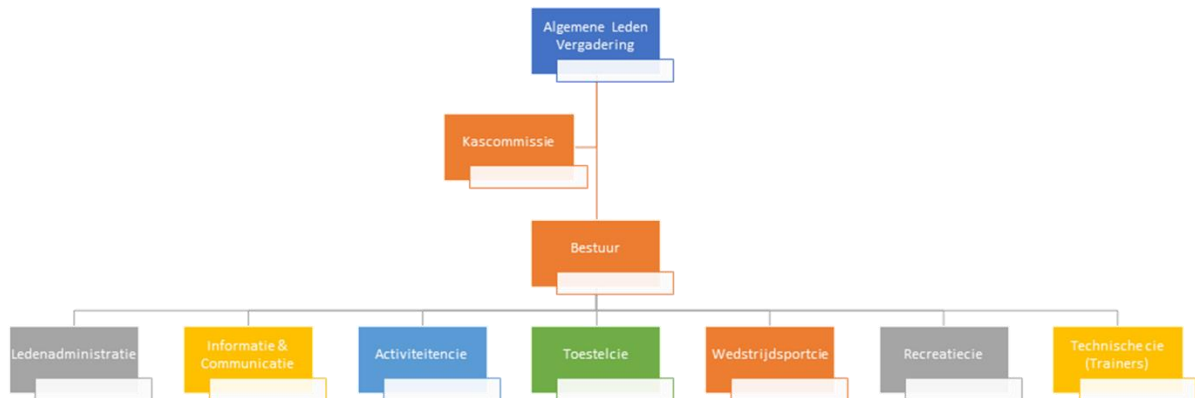 Algemene Leden
Vergadering
Kascommissie
Bestuur
Ledenadministratie
Informatie &
Communicatie
Activiteitencie
Toestelcie
Wedstrijdsportcie
Recreatiecie
Technische cie
(Trainers)